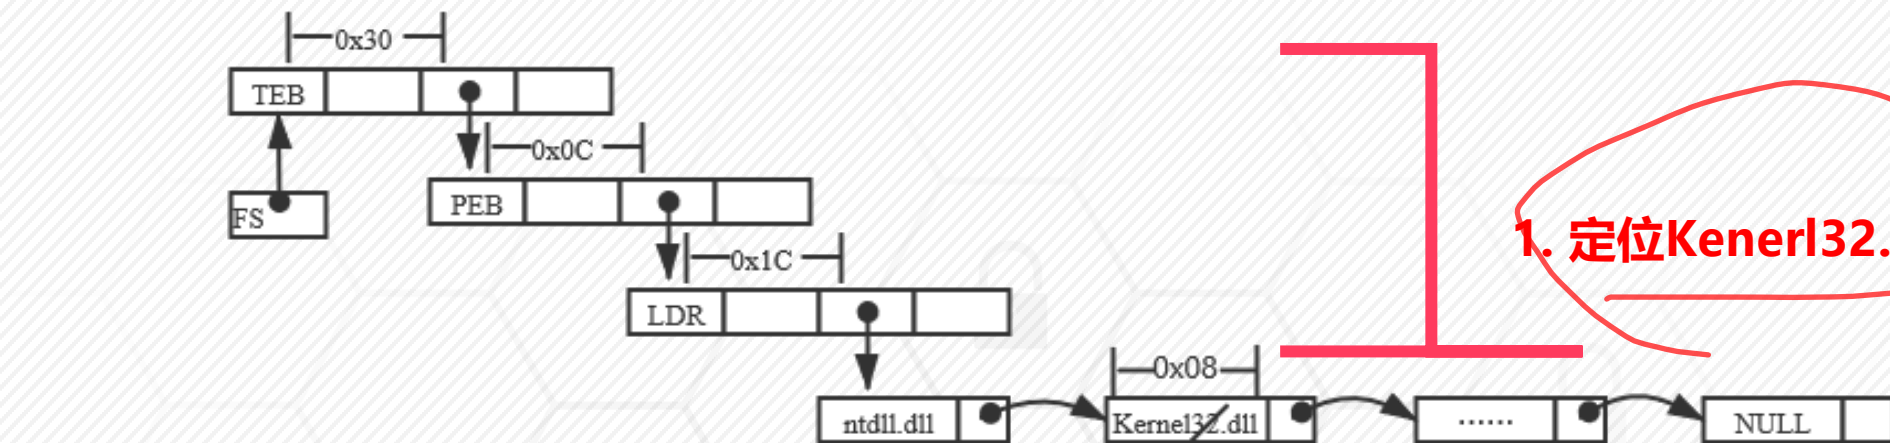 0x30
TEB
0x0C
FS
PEB
0x1C
1. 定位Kenerl32.
LDR
0x08
ntdll.dll
Kernel32.dll
......
NULL